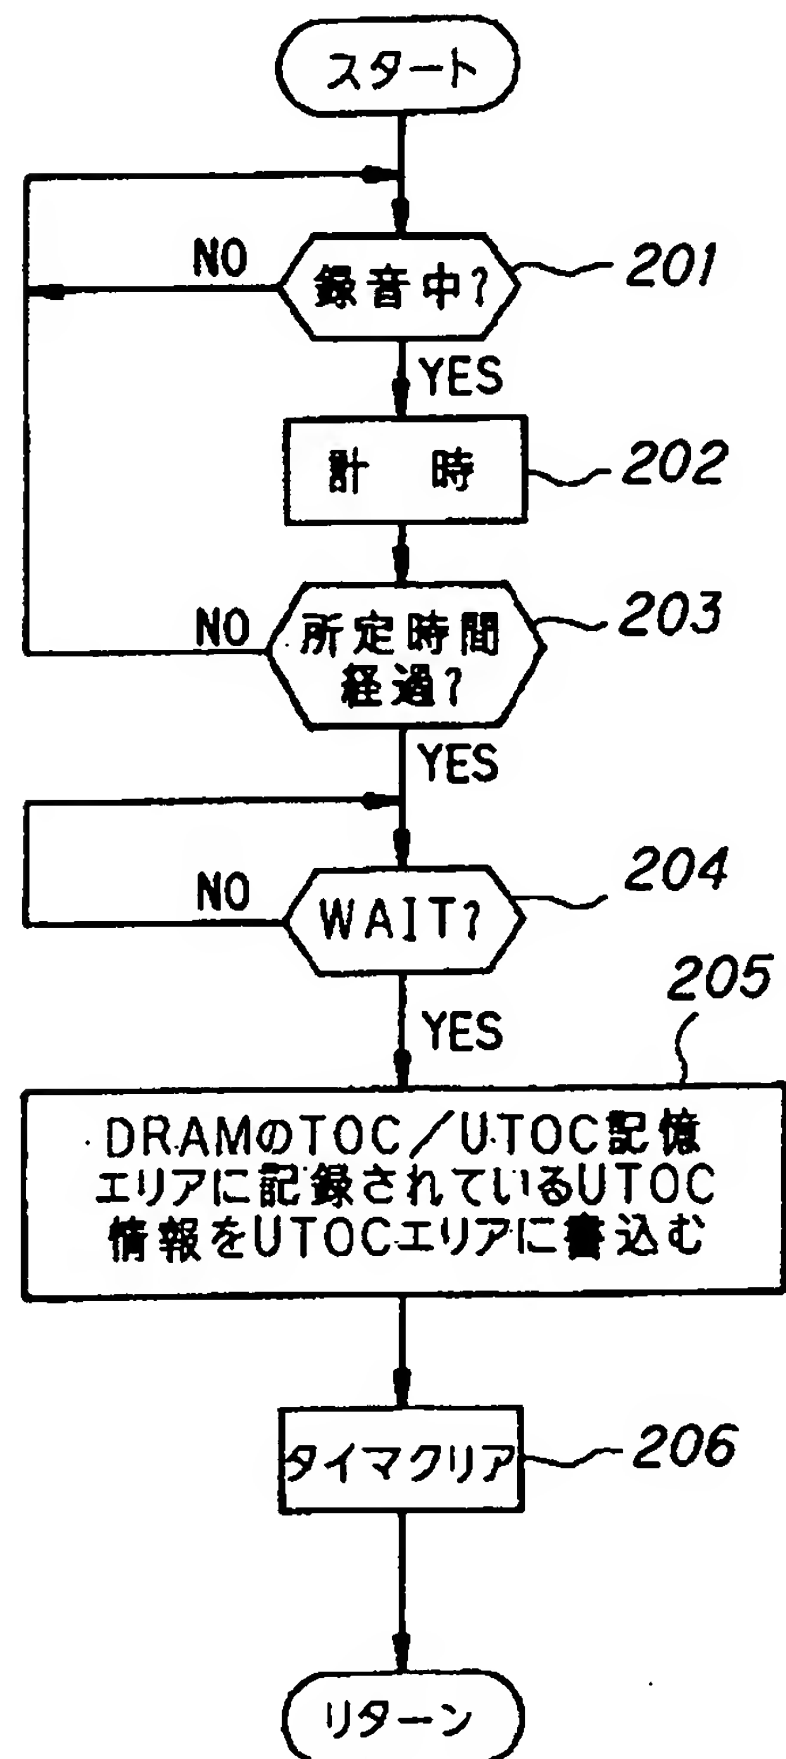 スタート
NO
録音中?
201
YES
計 時
202
NO
所定時間
経過?
203
YES
NO
WAIT?
204
YES
205
DRAMのTOC/UTOC記憶
エリアに記録されているUTOC
情報をUTOCエリアに書込む
タイマクリア
206
リターン